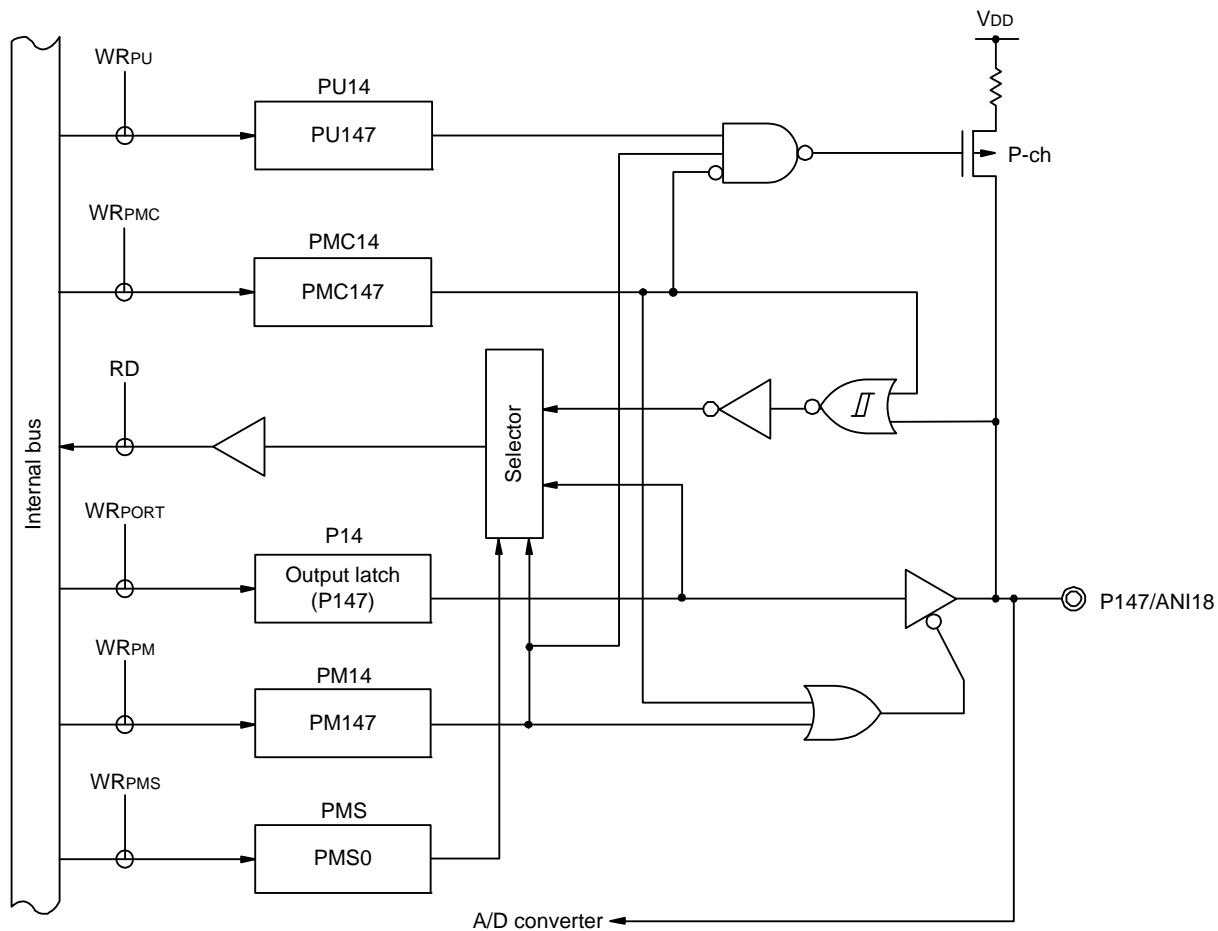 VDD
WRPU
PU14
PU147
P-ch
WRPMC
PMC14
PMC147
RD
Selector
Internal bus
WRPORT
P14
Output latch
(P147)
P147/ANI18
WRPM
PM14
PM147
WRPMS
PMS
PMS0
A/D converter